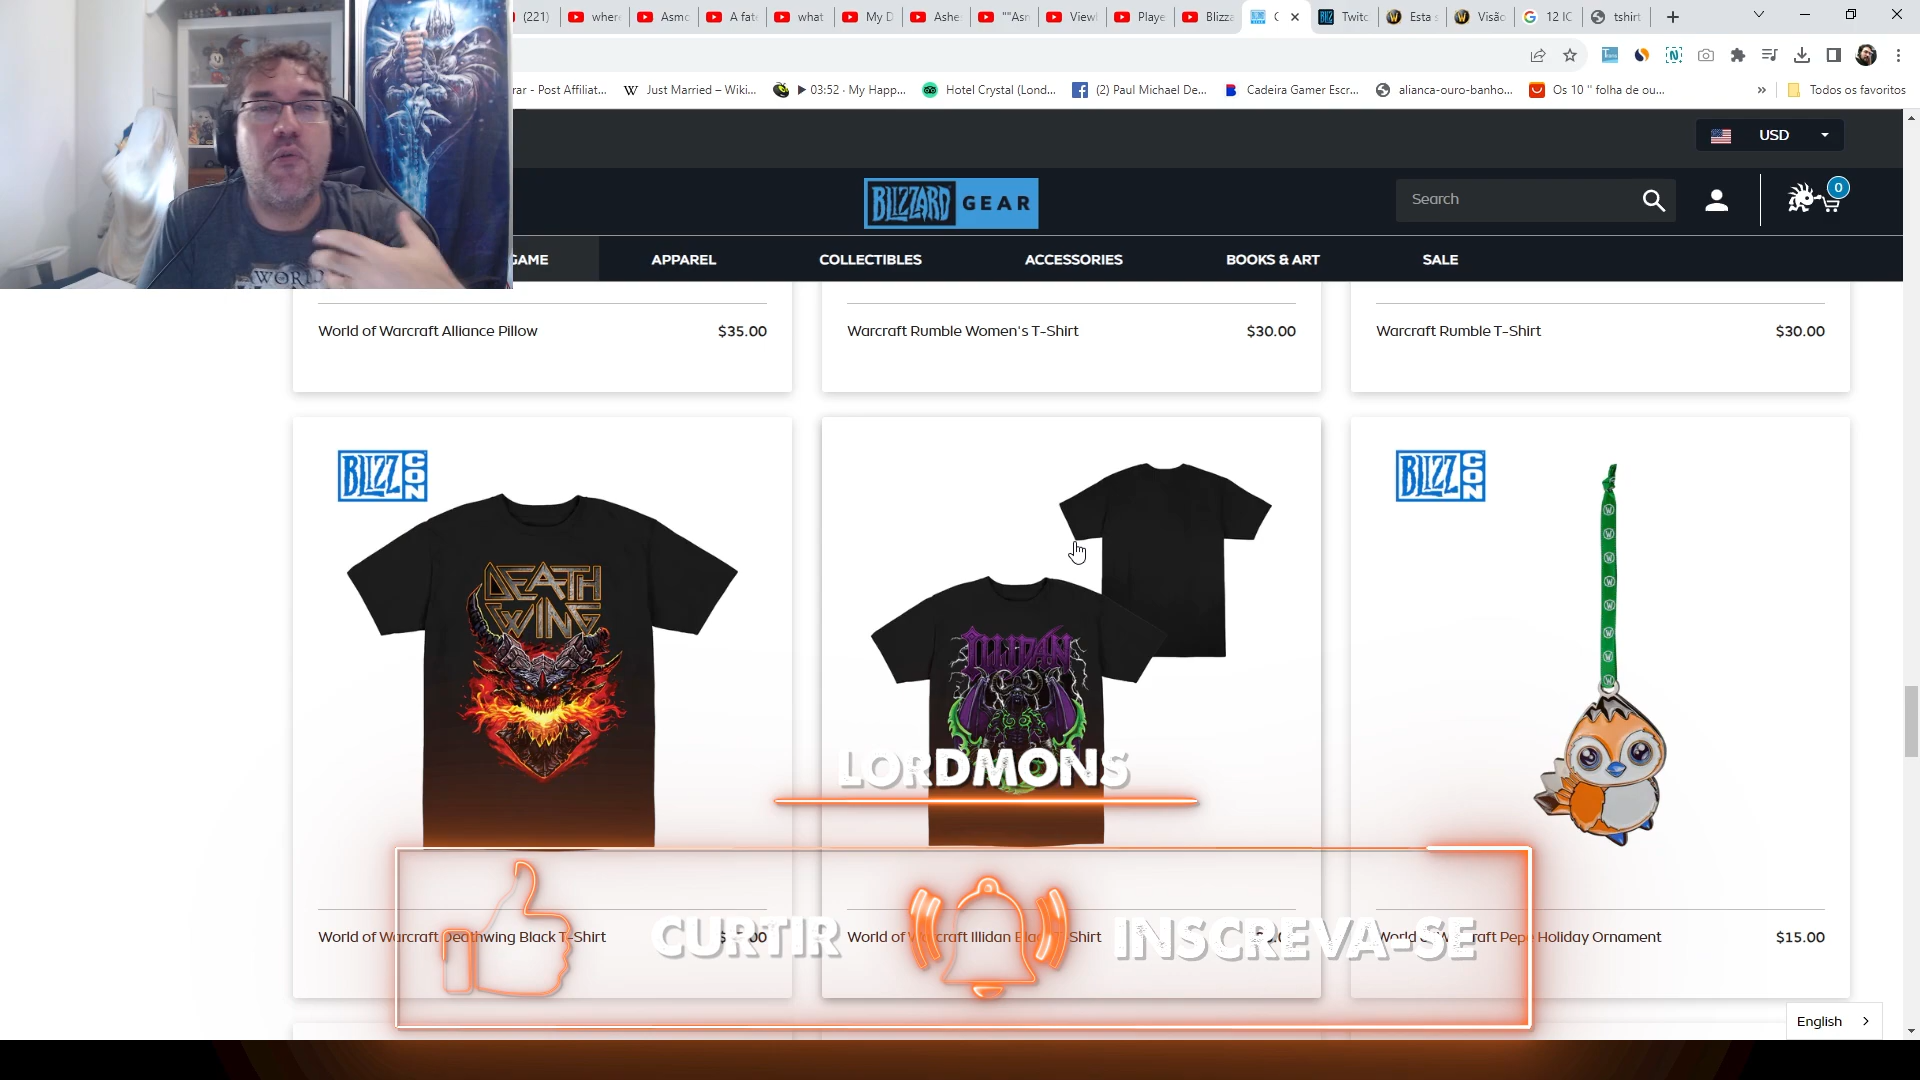 (221)
where
Asmo
A fat
what
My D
Ashe
""Asn
Viewl
Playe
Blizza
Twitc
Esta s
Visão
12 IC
tshirt
rar - Post Affiliat...
Just Married – Wiki...
▶ 03:52 · My Happ...
Hotel Crystal (Lond...
(2) Paul Michael De...
Cadeira Gamer Escr...
alianca-ouro-banho...
Os 10 " folha de ou...
»
Todos os favoritos
USD
BLIZZARD GEAR
Search
0
GAME
APPAREL
COLLECTIBLES
ACCESSORIES
BOOKS & ART
SALE
WORLD
World of Warcraft Alliance Pillow
$35.00
Warcraft Rumble Women's T-Shirt
$30.00
Warcraft Rumble T-Shirt
$30.00
BLIZZCON
DEATH
WING
ILLIDAN
BLIZZCON
LORDMONS
World of Warcraft Deathwing Black T-Shirt
World of Warcraft Illidan Black T-Shirt
World of Warcraft Pepe Holiday Ornament
$15.00
CURTIR
INSCREVA-SE
English